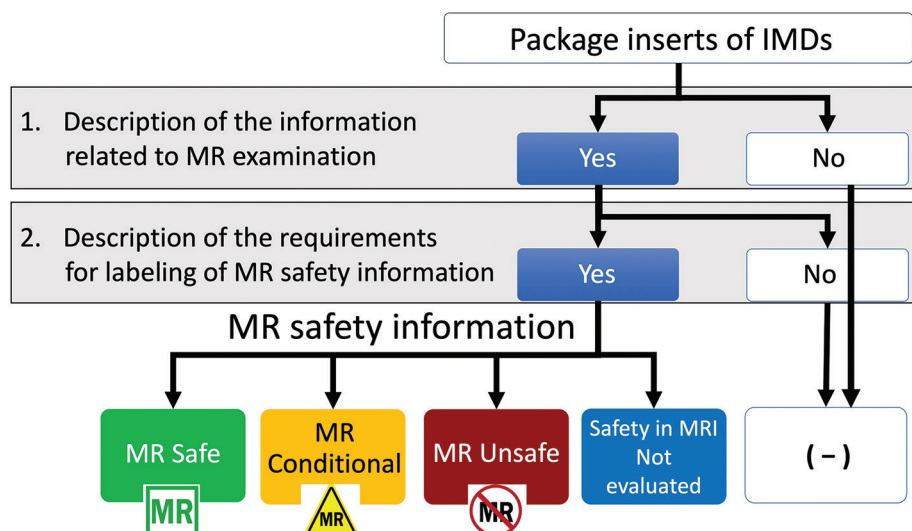 Package inserts of IMDs
1. Description of the information
related to MR examination
Yes
No
2. Description of the requirements
for labeling of MR safety information
Yes
No
MR safety information
MR Safe
MR
MR
Conditional
MR
MR Unsafe
MR
Safety in MRI
Not
evaluated
(–)